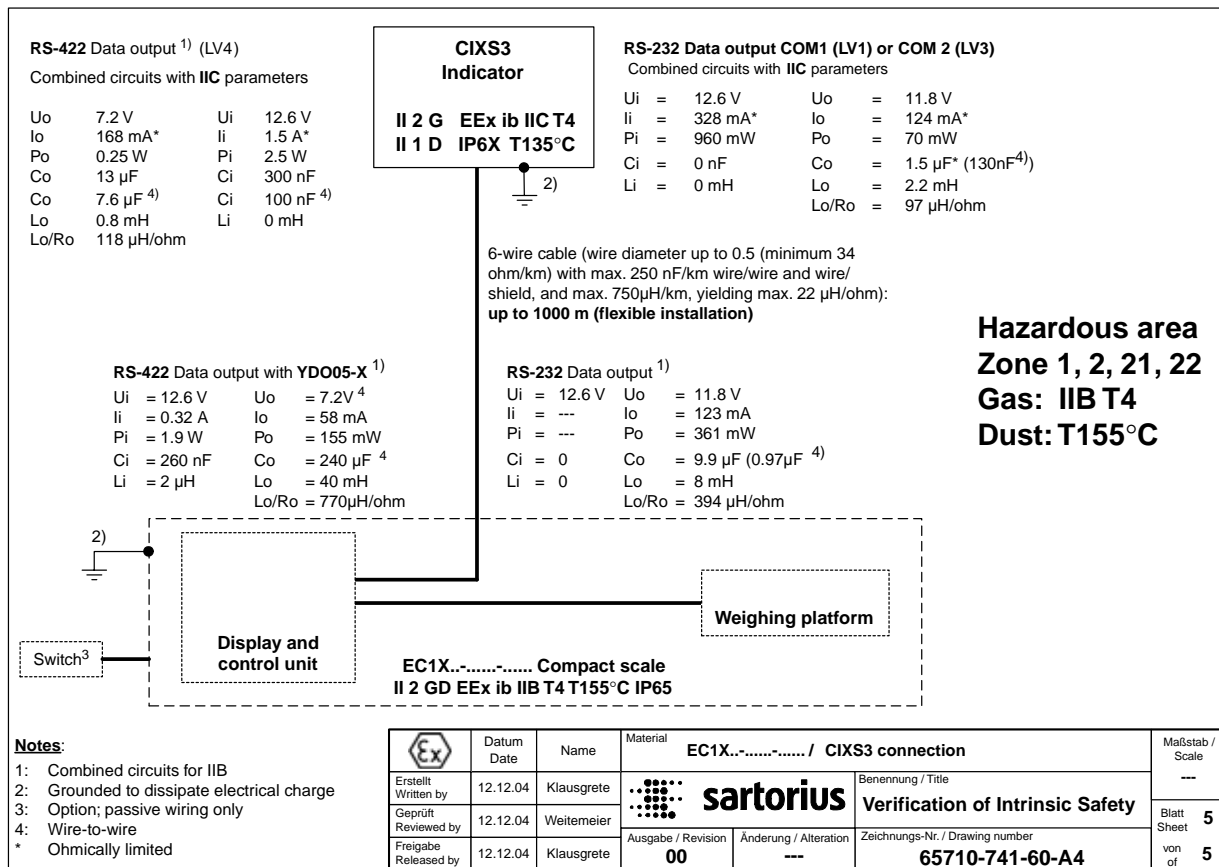 RS-422 Data output 1) (LV4)
Combined circuits with IIC parameters
Uo 7.2 V Ui 12.6 V
Io 168 mA* Ii 1.5 A*
Po 0.25 W Pi 2.5 W
Co 13 µF Ci 300 nF
Co 7.6 µF 4) Ci 100 nF 4)
Lo 0.8 mH Li 0 mH
Lo/Ro 118 µH/ohm
CIXS3
Indicator
II 2 G EEx ib IIC T4
II 1 D IP6X T135°C
2)
RS-232 Data output COM1 (LV1) or COM 2 (LV3)
Combined circuits with IIC parameters
Ui = 12.6 V Uo = 11.8 V
Ii = 328 mA* Io = 124 mA*
Pi = 960 mW Po = 70 mW
Ci = 0 nF Co = 1.5 µF* (130nF4))
Li = 0 mH Lo = 2.2 mH
Lo/Ro = 97 µH/ohm
6-wire cable (wire diameter up to 0.5 (minimum 34
ohm/km) with max. 250 nF/km wire/wire and wire/
shield, and max. 750µH/km, yielding max. 22 µH/ohm):
up to 1000 m (flexible installation)
Hazardous area
Zone 1, 2, 21, 22
Gas: IIB T4
Dust: T155°C
RS-422 Data output with YDO05-X 1)
Ui = 12.6 V Uo = 7.2V 4
Ii = 0.32 A Io = 58 mA
Pi = 1.9 W Po = 155 mW
Ci = 260 nF Co = 240 µF 4
Li = 2 µH Lo = 40 mH
Lo/Ro = 770µH/ohm
RS-232 Data output 1)
Ui = 12.6 V Uo = 11.8 V
Ii = --- Io = 123 mA
Pi = --- Po = 361 mW
Ci = 0 Co = 9.9 µF (0.97µF 4)
Li = 0 Lo = 8 mH
Lo/Ro = 394 µH/ohm
2)
Switch3
Display and
control unit
Weighing platform
EC1X..-......-...... Compact scale
II 2 GD EEx ib IIB T4 T155°C IP65
Notes:
1: Combined circuits for IIB
2: Grounded to dissipate electrical charge
3: Option; passive wiring only
4: Wire-to-wire
* Ohmically limited
Ex
Datum
Date
Name
Material
EC1X..-......-...... / CIXS3 connection
Maßstab /
Scale
---
Erstellt
Written by
12.12.04
Klausgrete
Geprüft
Reviewed by
12.12.04
Weitemeier
Freigabe
Released by
12.12.04
Klausgrete
sartorius
Benennung / Title
Verification of Intrinsic Safety
Ausgabe / Revision
00
Änderung / Alteration
---
Zeichnungs-Nr. / Drawing number
65710-741-60-A4
Blatt
Sheet
5
von
of
5